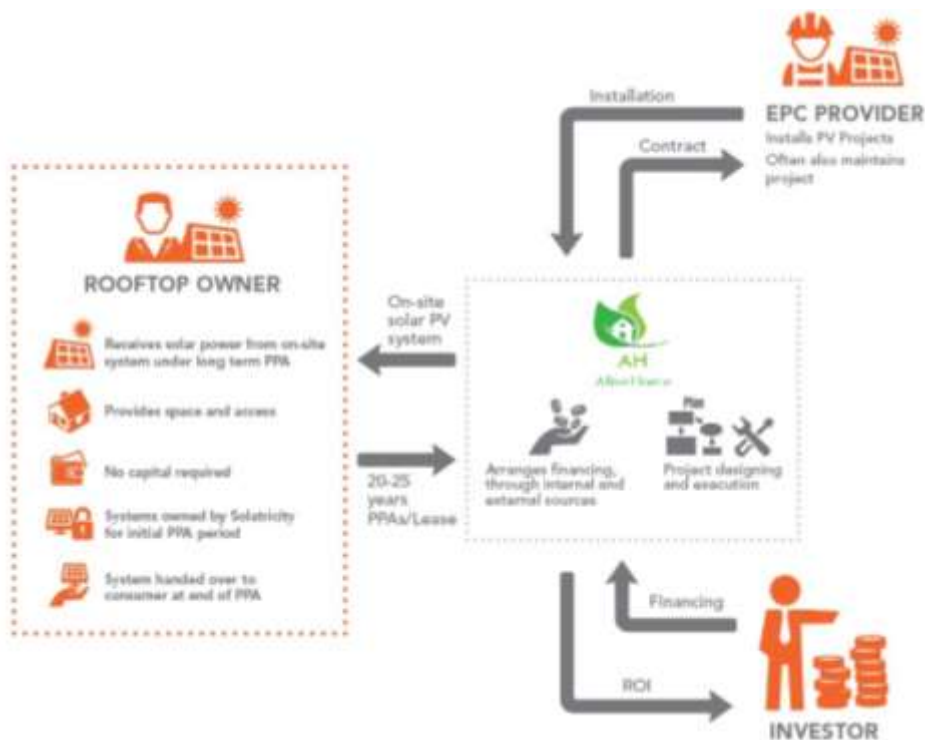 Installation
EPC PROVIDER
Installs PV Projects
Often also maintains
project
Contract
ROOFTOP OWNER
Receives solar power from on-site
system under long term PPA
Provides space and access
No capital required
Systems owned by Solatricity
for initial PPA period
System handed over to
consumer at end of PPA
On-site
solar PV
system
20-25
years
PPAs/Lease
AH
Arranges financing,
through internal and
external sources
Plan
Project designing
and execution
Financing
ROI
INVESTOR